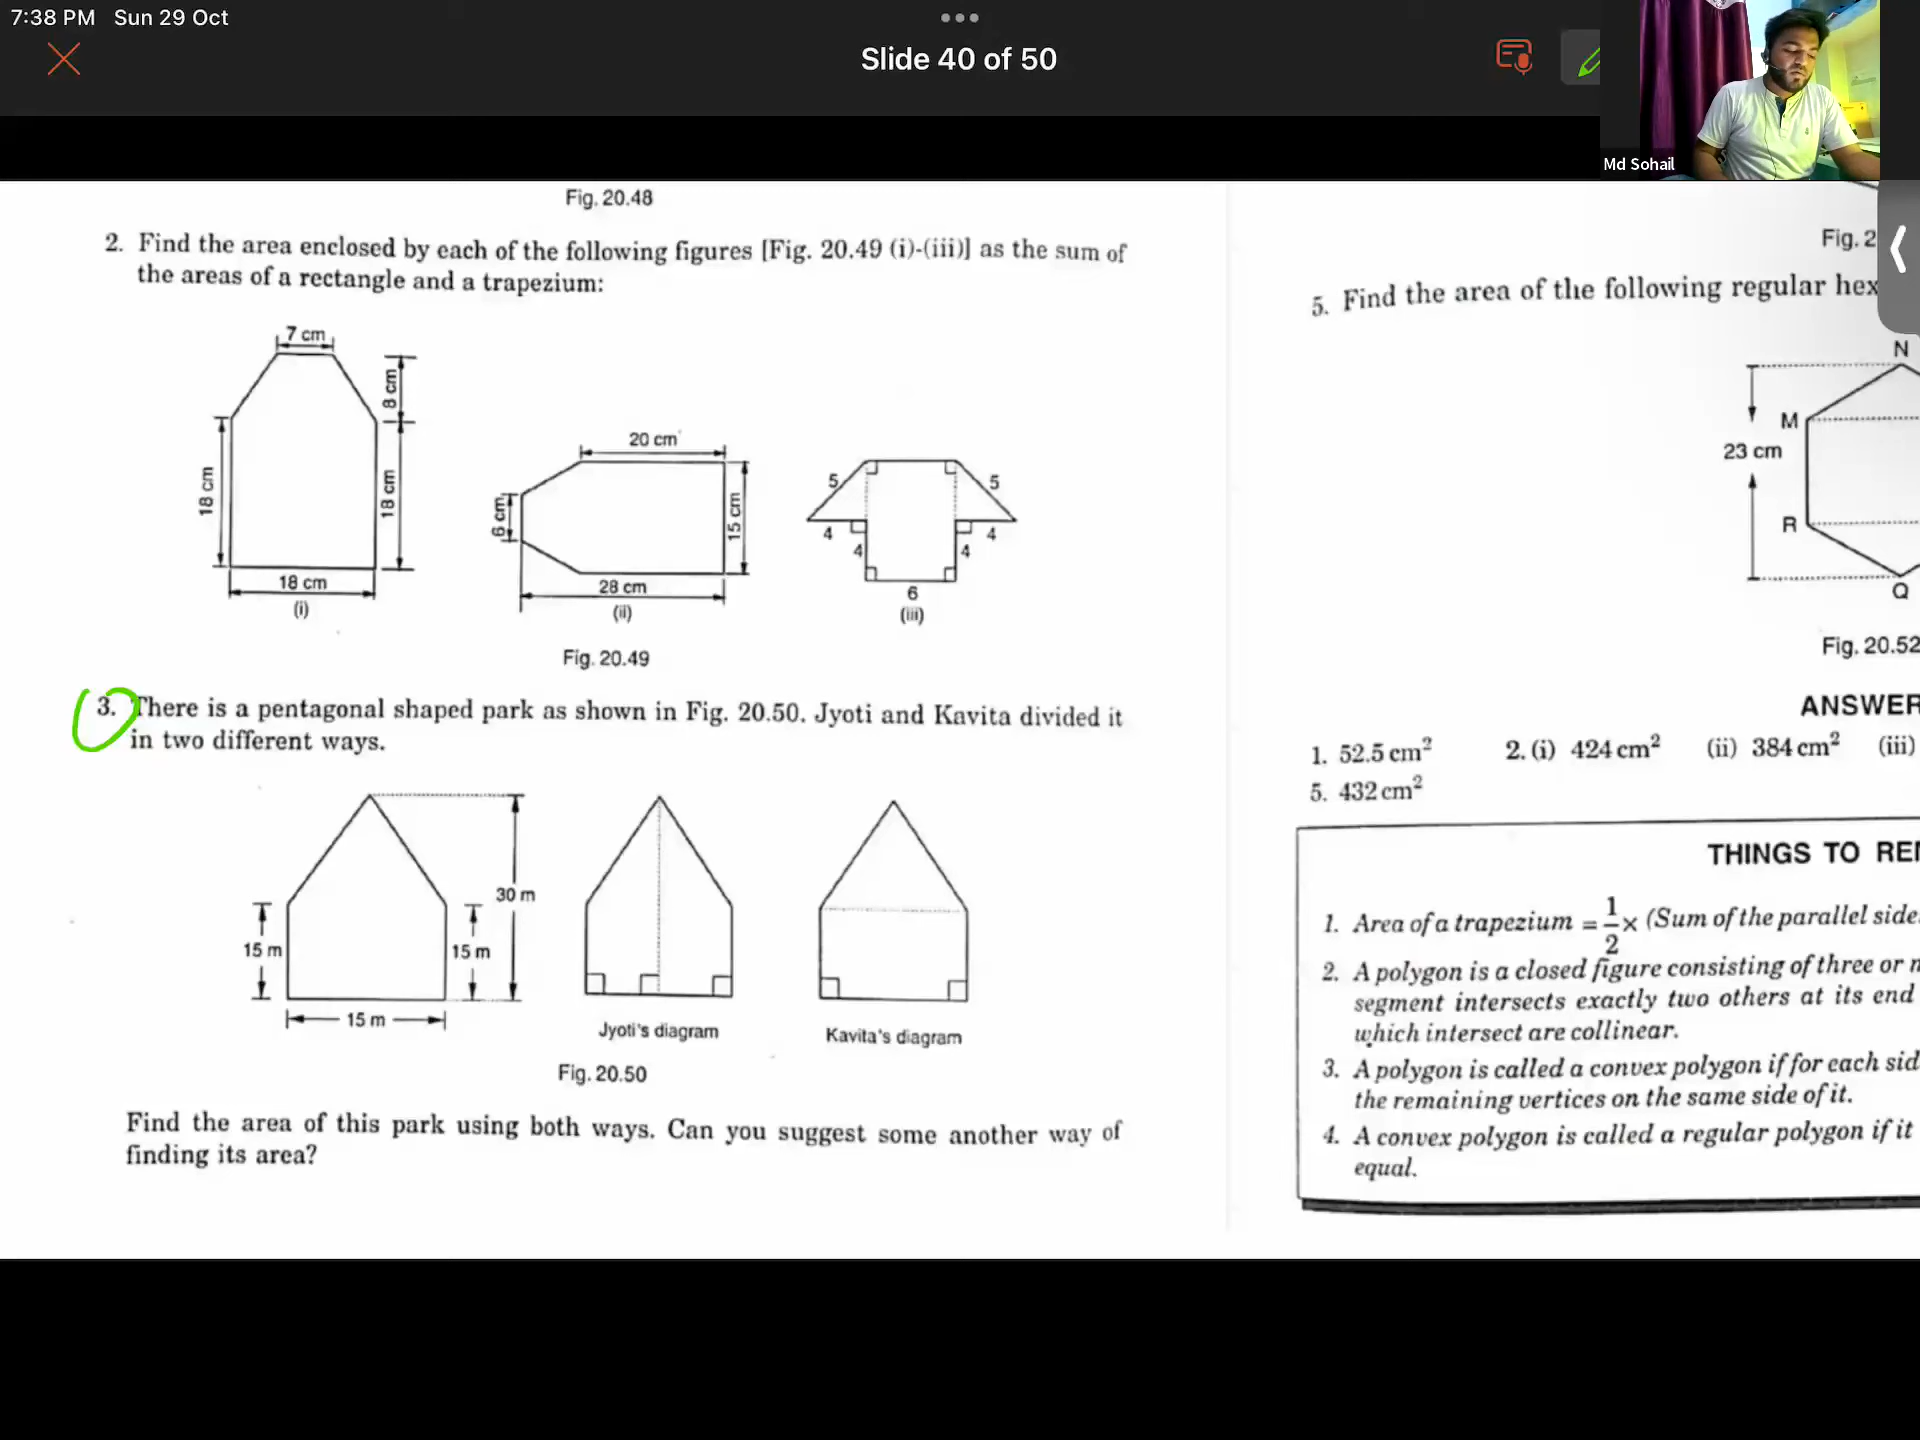 7:38 PM Sun 29 Oct
Slide 40 of 50
Md Sohail
Fig. 20.48
2. Find the area enclosed by each of the following figures [Fig. 20.49 (i)-(iii)] as the sum of
the areas of a rectangle and a trapezium:
7 cm
8 cm
18 cm
18 cm
18 cm
(i)
20 cm
6 cm
15 cm
28 cm
(ii)
5
5
4
4
4
4
6
(iii)
Fig. 20.49
3. There is a pentagonal shaped park as shown in Fig. 20.50. Jyoti and Kavita divided it
in two different ways.
30 m
15 m
15 m
15 m
Jyoti's diagram
Kavita's diagram
Fig. 20.50
Find the area of this park using both ways. Can you suggest some another way of
finding its area?
Fig. 2
5. Find the area of the following regular hex
N
M
23 cm
R
Q
Fig. 20.52
ANSWER
1. 52.5 cm² 2. (i) 424 cm² (ii) 384 cm² (iii)
5. 432 cm²
THINGS TO REM
1. Area of a trapezium = 1/2 × (Sum of the parallel side
2. A polygon is a closed figure consisting of three or m
segment intersects exactly two others at its end
which intersect are collinear.
3. A polygon is called a convex polygon if for each sid
the remaining vertices on the same side of it.
4. A convex polygon is called a regular polygon if it
equal.